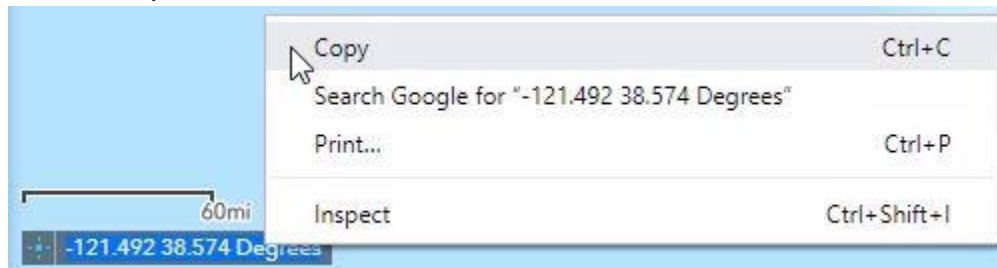 Copy Ctrl+C
Search Google for “-121.492 38.574 Degrees”
Print... Ctrl+P
60mi
Inspect Ctrl+Shift+I
-121.492 38.574 Degrees